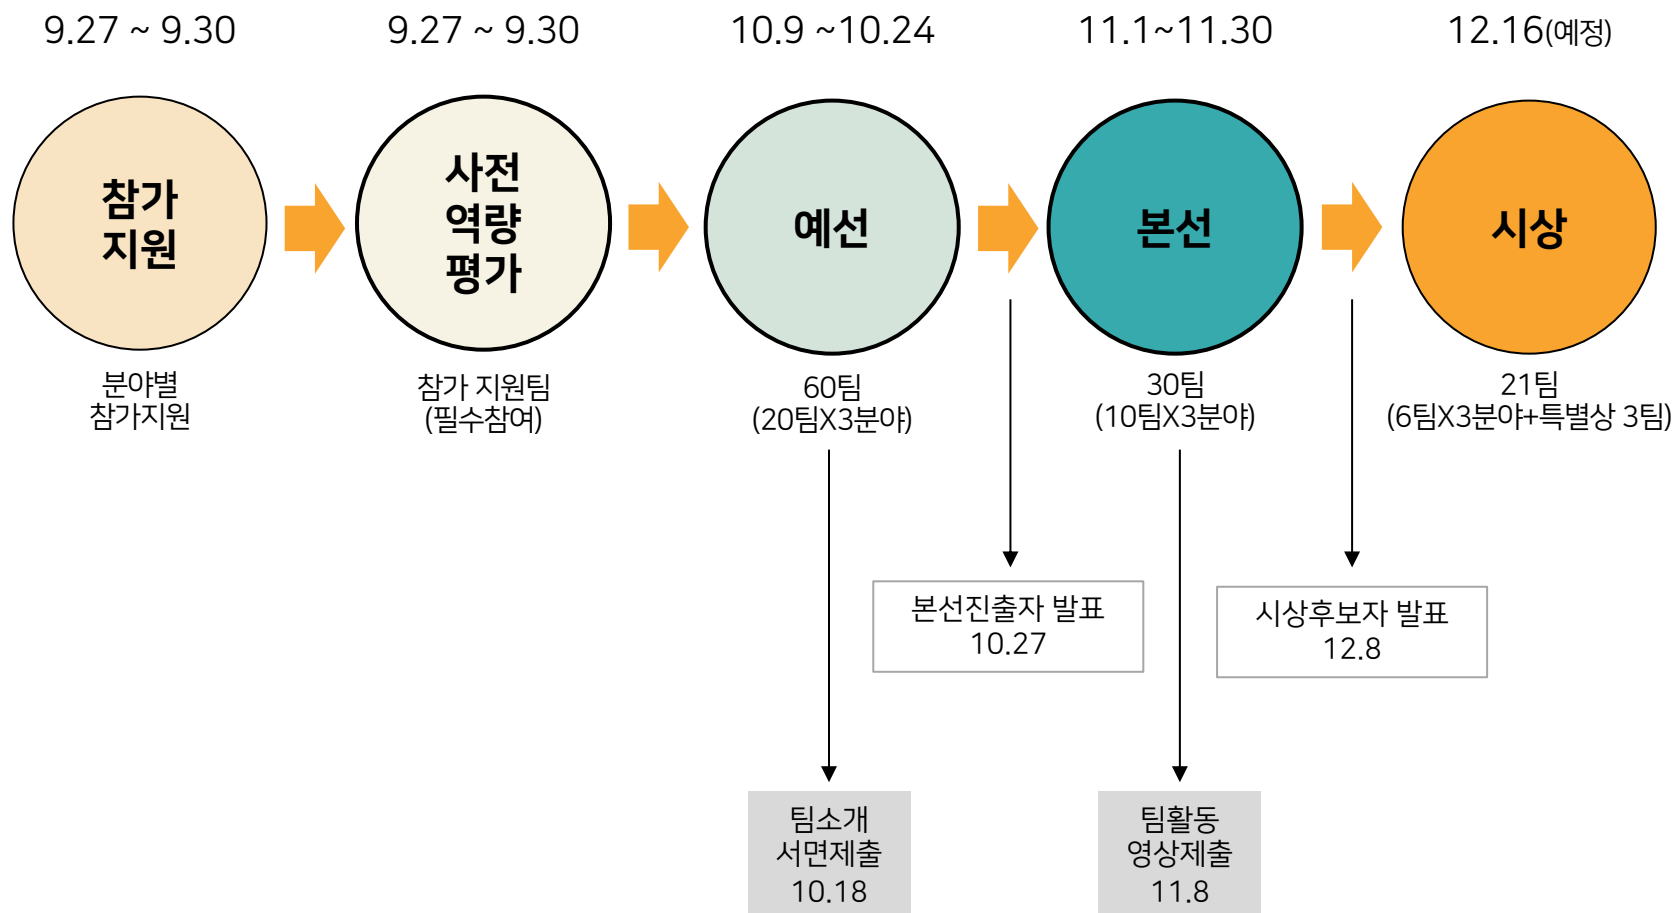 9.27 ~ 9.30
9.27 ~ 9.30
10.9 ~10.24
11.1~11.30
12.16(예정)
참가
지원
사전
역량
평가
예선
본선
시상
분야별
참가지원
참가 지원팀
(필수참여)
60팀
(20팀X3분야)
30팀
(10팀X3분야)
21팀
(6팀X3분야+특별상 3팀)
본선진출자 발표
10.27
시상후보자 발표
12.8
팀소개
서면제출
10.18
팀활동
영상제출
11.8